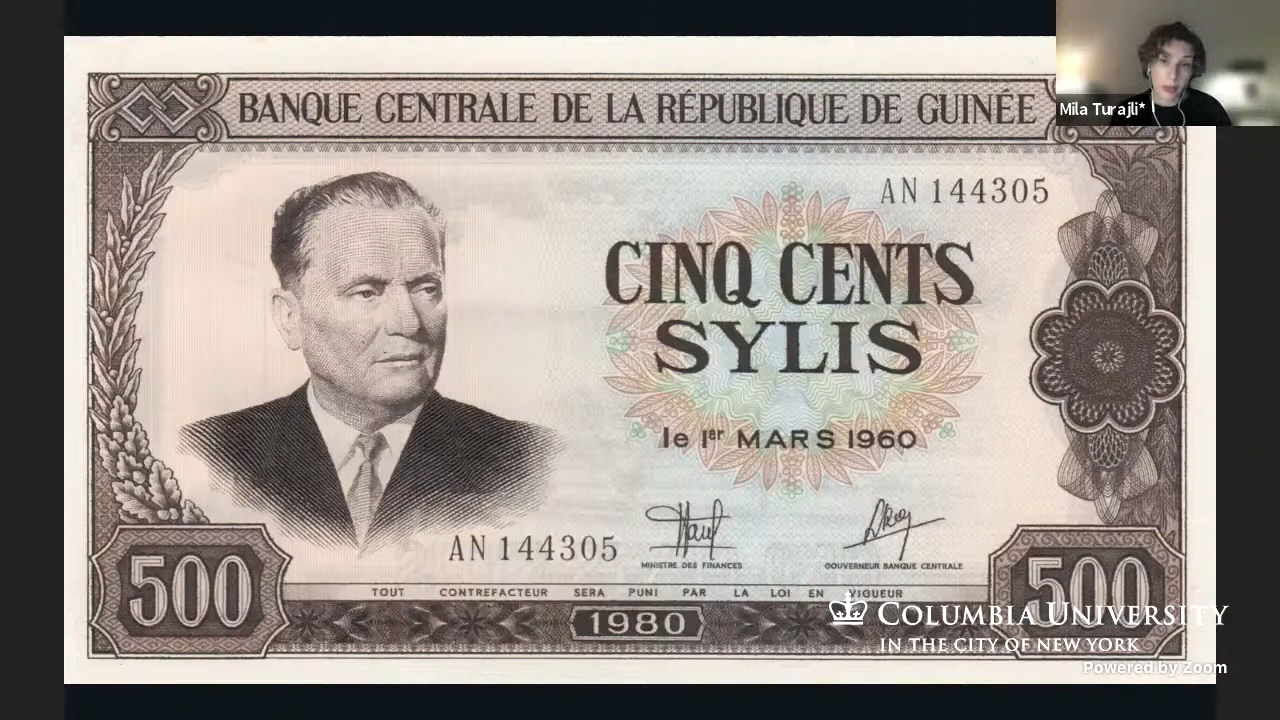 BANQUE CENTRALE DE LA RÉPUBLIQUE DE GUINÉE
Mila Turajli*
AN 144305
CINQ CENTS
SYLIS
le 1er MARS 1960
AN 144305
MINISTRE DES FINANCES
GOUVERNEUR BANQUE CENTRALE
500
500
TOUT CONTREFACTEUR SERA PUNI PAR LA LOI EN VIGUEUR
1980
COLUMBIA UNIVERSITY
IN THE CITY OF NEW YORK
Powered by Zoom